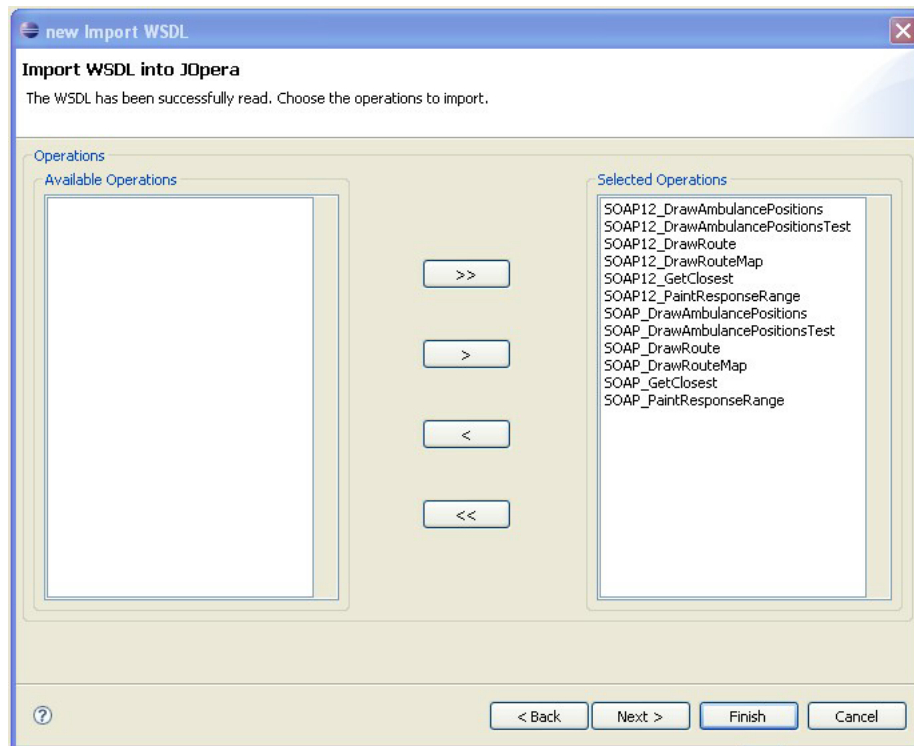 new Import WSDL
Import WSDL into JOpera
The WSDL has been successfully read. Choose the operations to import.
Operations
Available Operations
Selected Operations
SOAP12_DrawAmbulancePositions
SOAP12_DrawAmbulancePositionsTest
SOAP12_DrawRoute
SOAP12_DrawRouteMap
SOAP12_GetClosest
SOAP12_PaintResponseRange
SOAP_DrawAmbulancePositions
SOAP_DrawAmbulancePositionsTest
SOAP_DrawRoute
SOAP_DrawRouteMap
SOAP_GetClosest
SOAP_PaintResponseRange
>>
>
<
<<
?
< Back
Next >
Finish
Cancel